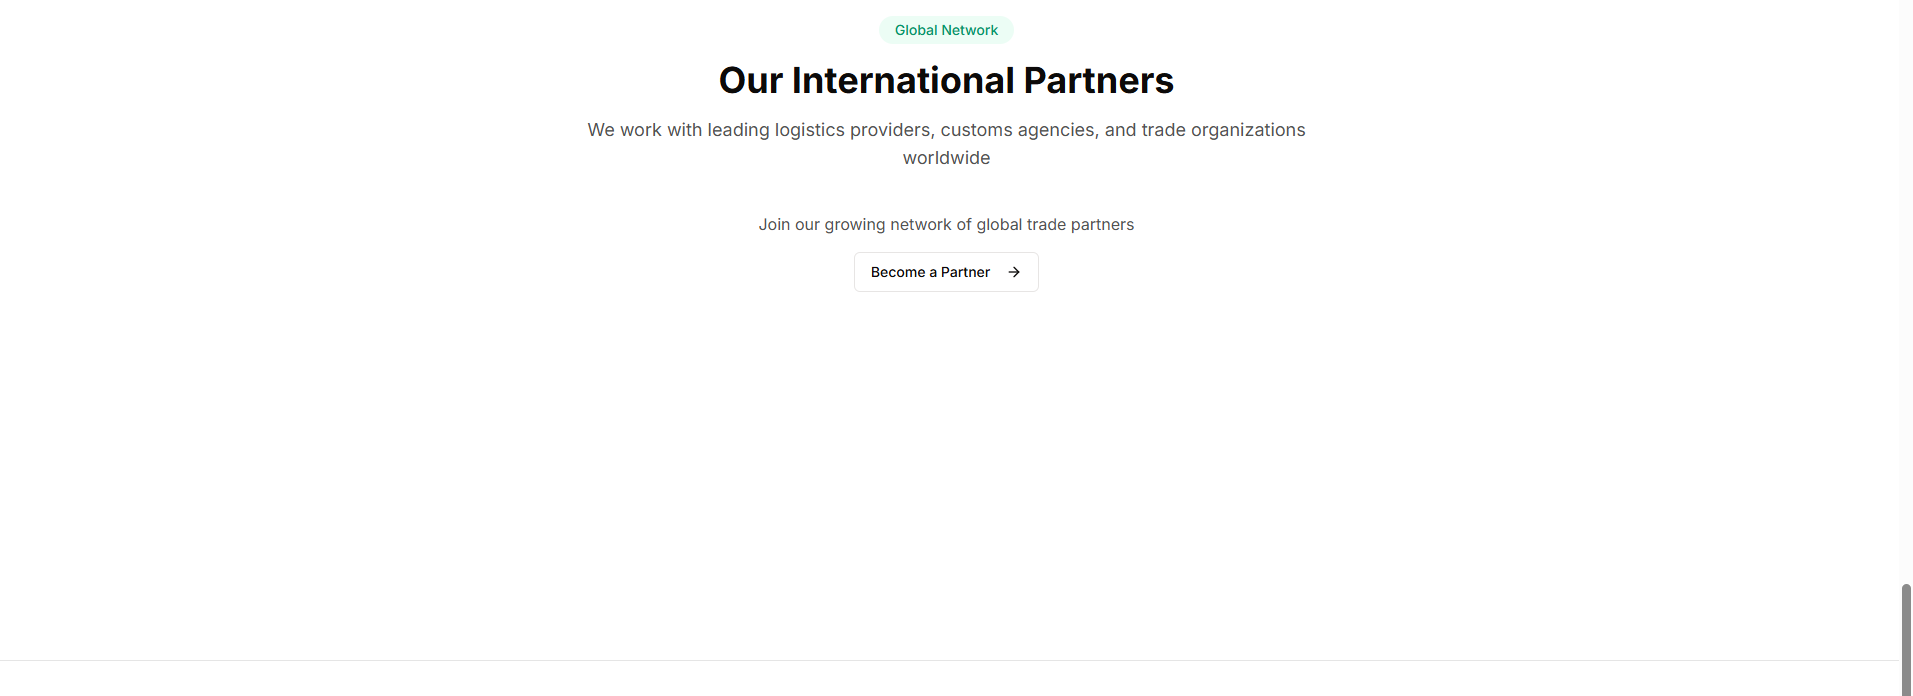 Global Network
Our International Partners
We work with leading logistics providers, customs agencies, and trade organizations
worldwide
Join our growing network of global trade partners
Become a Partner →